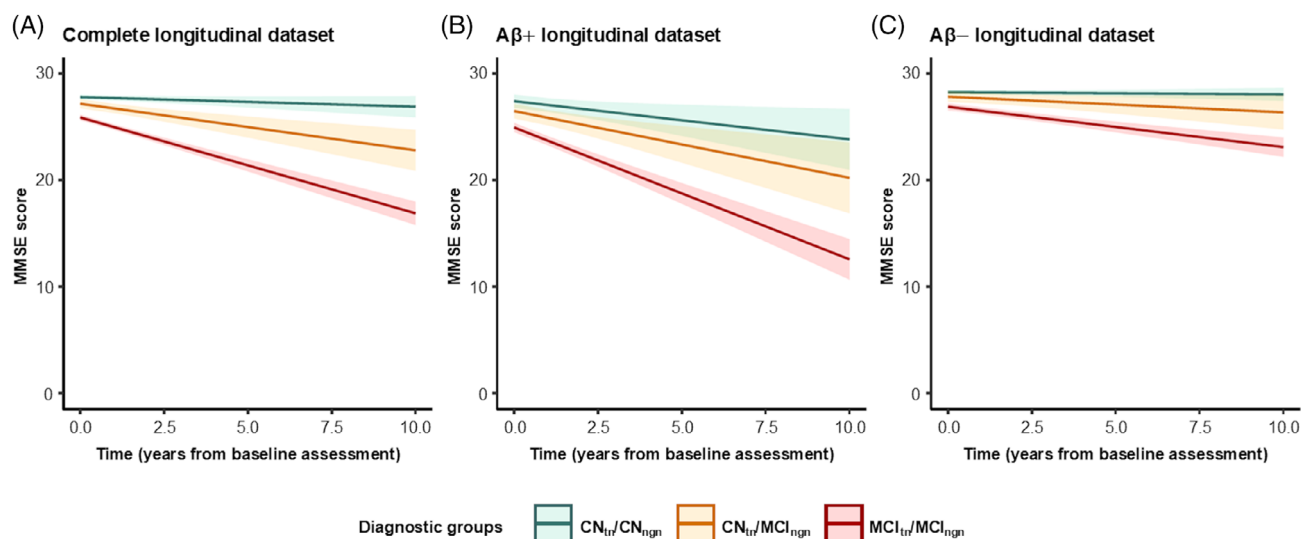 (A) Complete longitudinal dataset
30
20
10
0
MMSE score
0.0 2.5 5.0 7.5 10.0
Time (years from baseline assessment)
(B) Aβ+ longitudinal dataset
30
20
10
0
MMSE score
0.0 2.5 5.0 7.5 10.0
Time (years from baseline assessment)
(C) Aβ− longitudinal dataset
30
20
10
0
MMSE score
0.0 2.5 5.0 7.5 10.0
Time (years from baseline assessment)
Diagnostic groups CNtn/CNngn CNtn/MCIngn MCItn/MCIngn